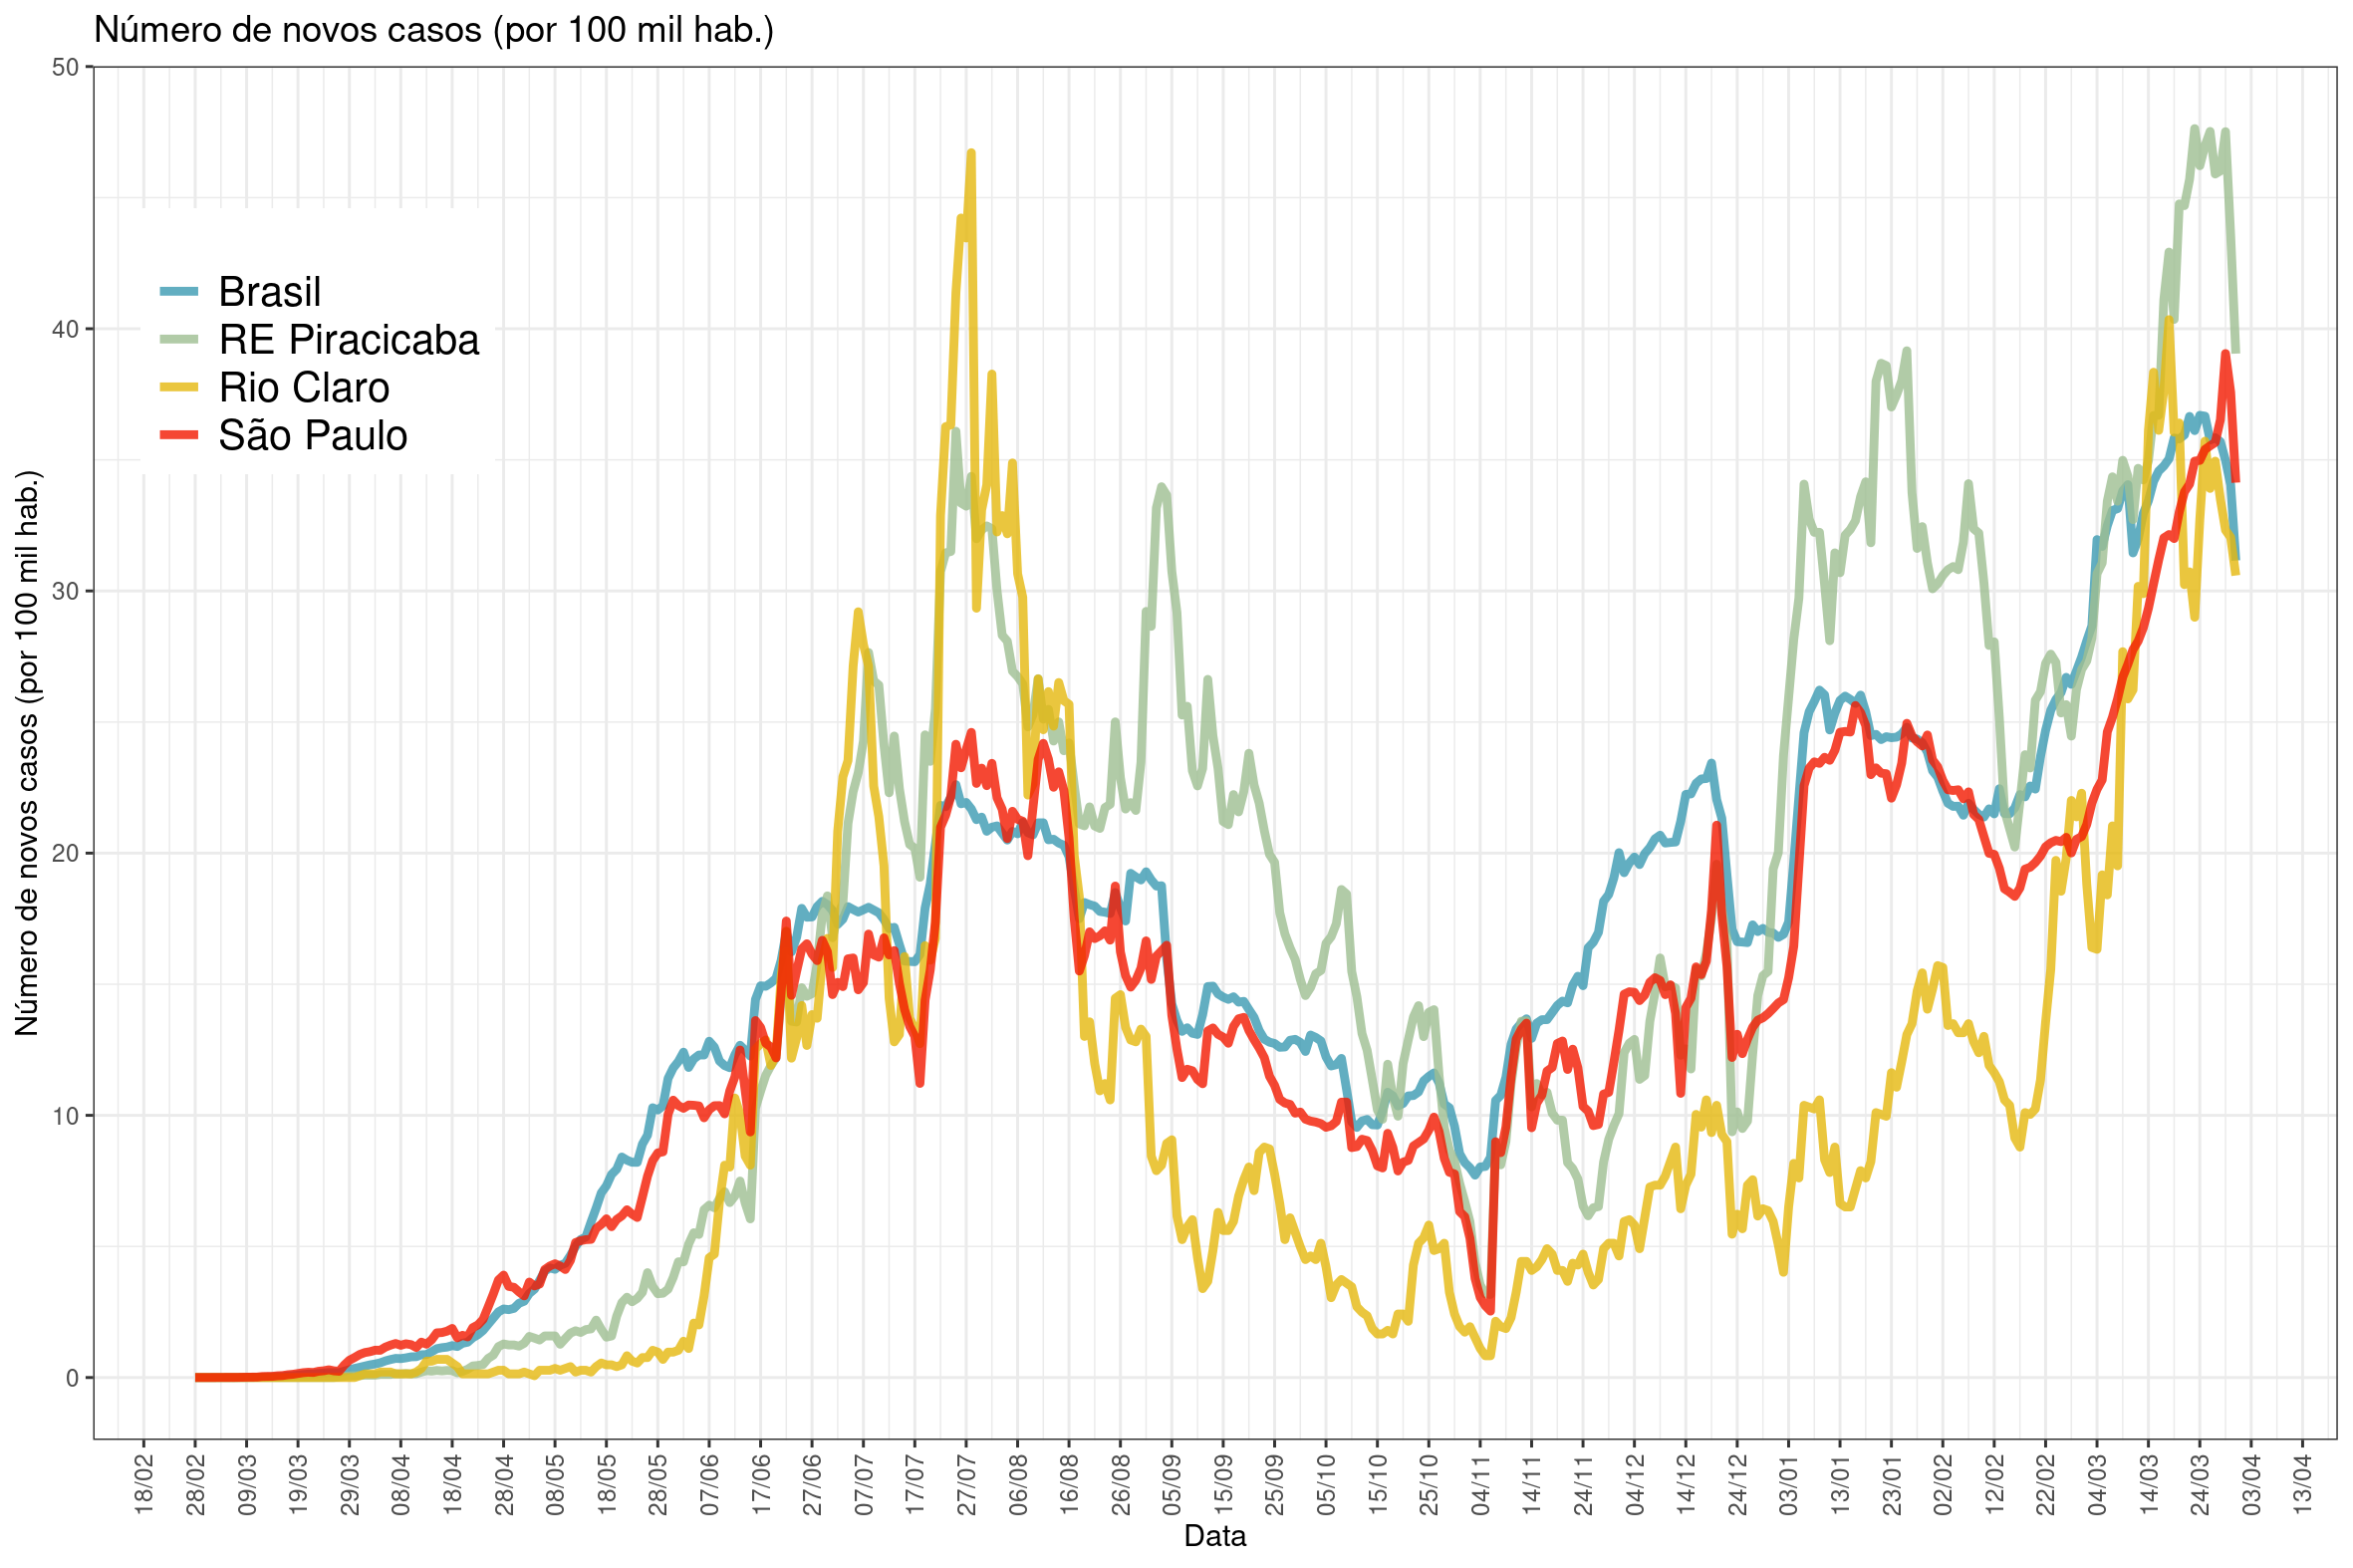 Número de novos casos (por 100 mil hab.)
50
40
30
20
10
0
Número de novos casos (por 100 mil hab.)
Brasil
RE Piracicaba
Rio Claro
São Paulo
18/02 28/02 09/03 19/03 29/03 08/04 18/04 28/04 08/05 18/05 28/05 07/06 17/06 27/06 07/07 17/07 27/07 06/08 16/08 26/08 05/09 15/09 25/09 05/10 15/10 25/10 04/11 14/11 24/11 04/12 14/12 24/12 03/01 13/01 23/01 02/02 12/02 22/02 04/03 14/03 24/03 03/04 13/04
Data